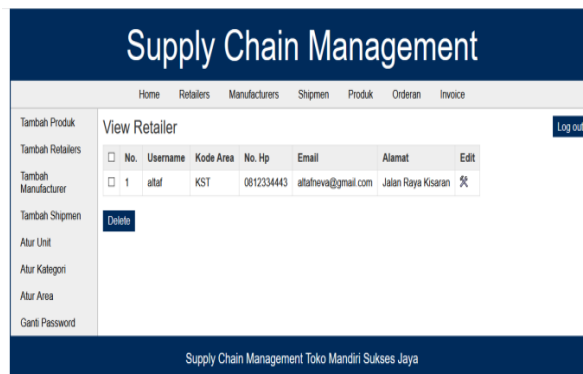 Supply Chain Management
Home Retailers Manufacturers Shipmen Produk Orderan Invoice
Tambah Produk
Tambah Retailers
Tambah
Manufacturer
Tambah Shipmen
Atur Unit
Atur Kategori
Atur Area
Ganti Password
View Retailer
Log out
No. Username Kode Area No. Hp Email Alamat Edit
1 altaf KST 0812334443 altafneva@gmail.com Jalan Raya Kisaran
Delete
Supply Chain Management Toko Mandiri Sukses Jaya